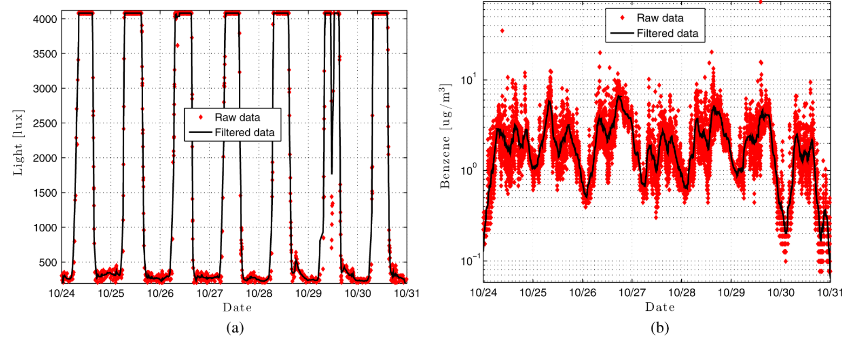 4000
3500
3000
2500
2000
1500
1000
500
Light [lux]
Raw data
Filtered data
10/24 10/25 10/26 10/27 10/28 10/29 10/30 10/31
Date
(a)
10¹
10⁰
10⁻¹
Benzene [ug/m³]
Raw data
Filtered data
10/24 10/25 10/26 10/27 10/28 10/29 10/30 10/31
Date
(b)